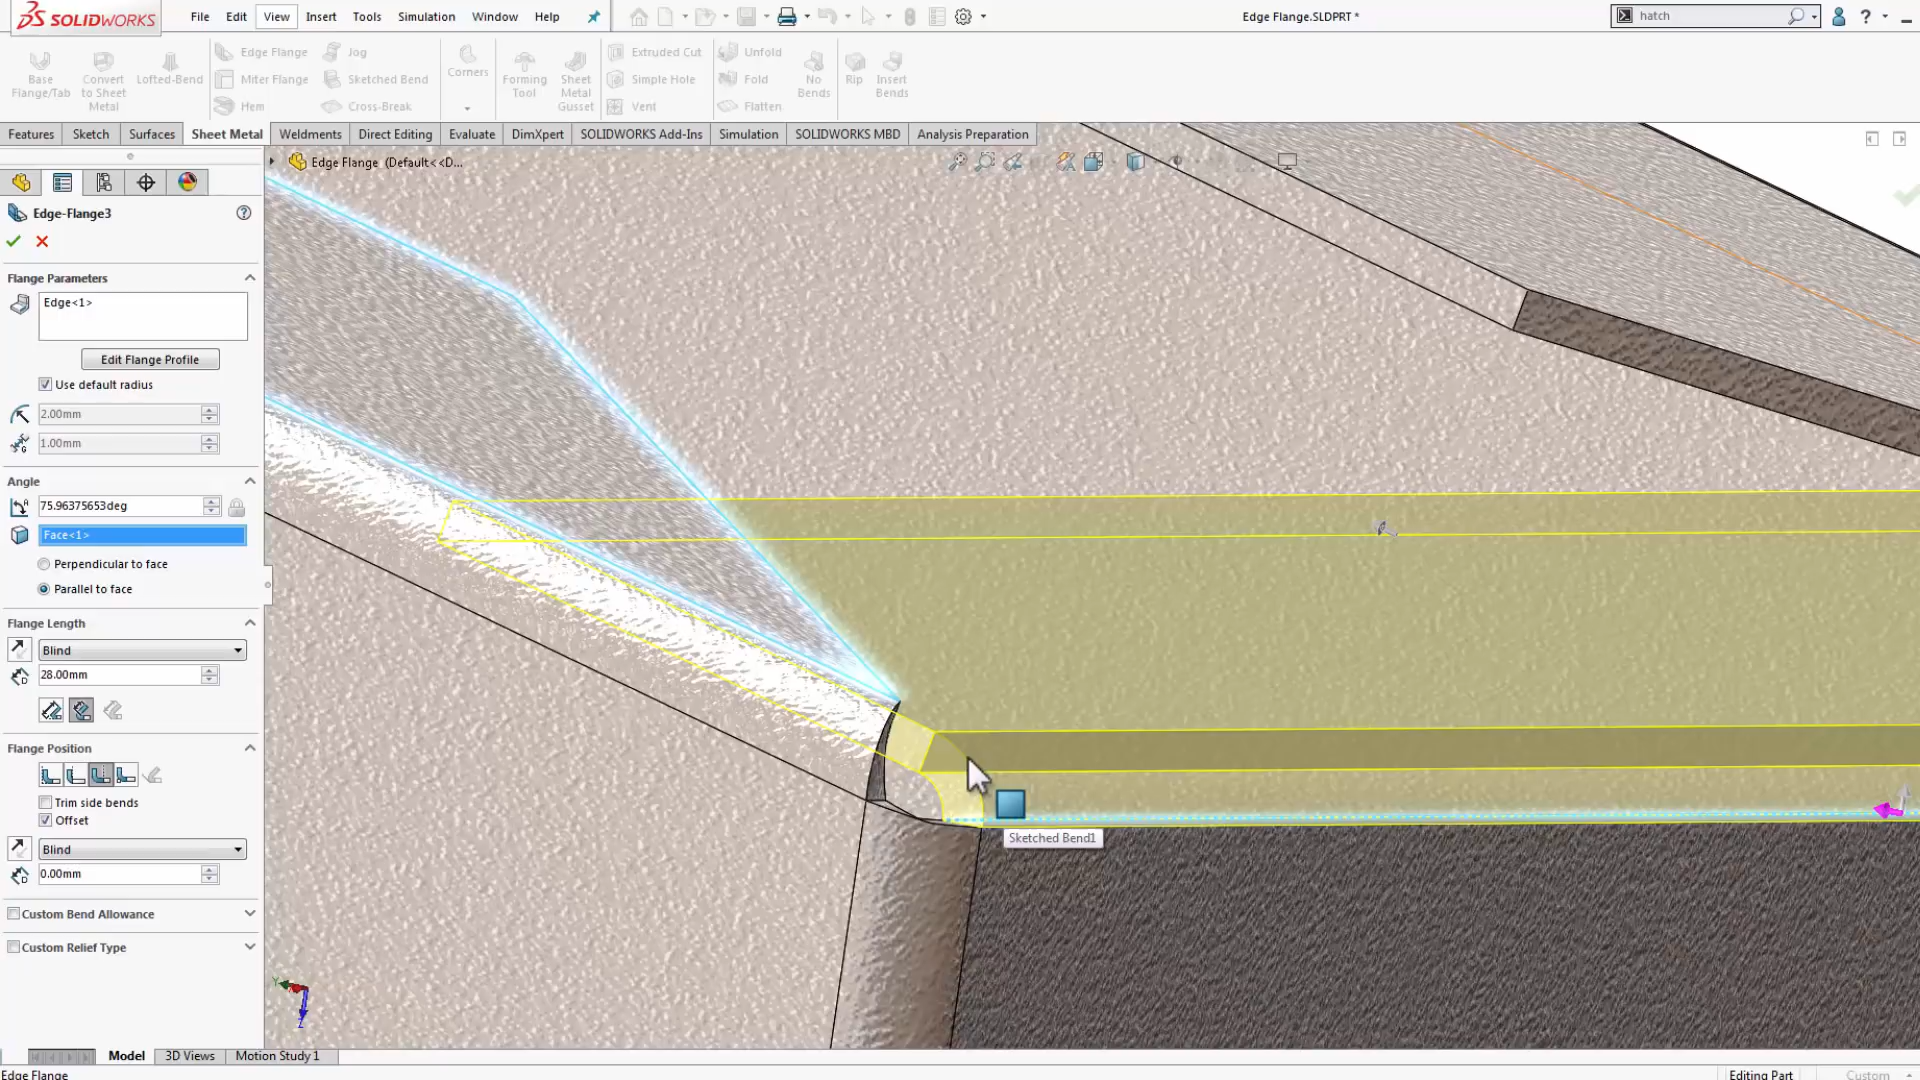 SOLIDWORKS File Edit View Insert Tools Simulation Window Help Edge Flange.SLDPRT * hatch
Base Flange/Tab Convert to Sheet Metal Lofted-Bend Edge Flange Miter Flange Hem Jog Sketched Bend Cross-Break Corners Forming Tool Sheet Metal Gusset Extruded Cut Simple Hole Vent Unfold Fold Flatten No Bends Rip Insert Bends
Features Sketch Surfaces Sheet Metal Weldments Direct Editing Evaluate DimXpert SOLIDWORKS Add-Ins Simulation SOLIDWORKS MBD Analysis Preparation
Edge Flange (Default<<D...
Edge-Flange3
Flange Parameters
Edge<1>
Edit Flange Profile
Use default radius
2.00mm
1.00mm
Angle
75.96375653deg
Face<1>
Perpendicular to face
Parallel to face
Flange Length
Blind
28.00mm
Flange Position
Trim side bends
Offset
Sketched Bend1
Blind
0.00mm
Custom Bend Allowance
Custom Relief Type
Y
Z
Model 3D Views Motion Study 1
Edge Flange Editing Part Custom